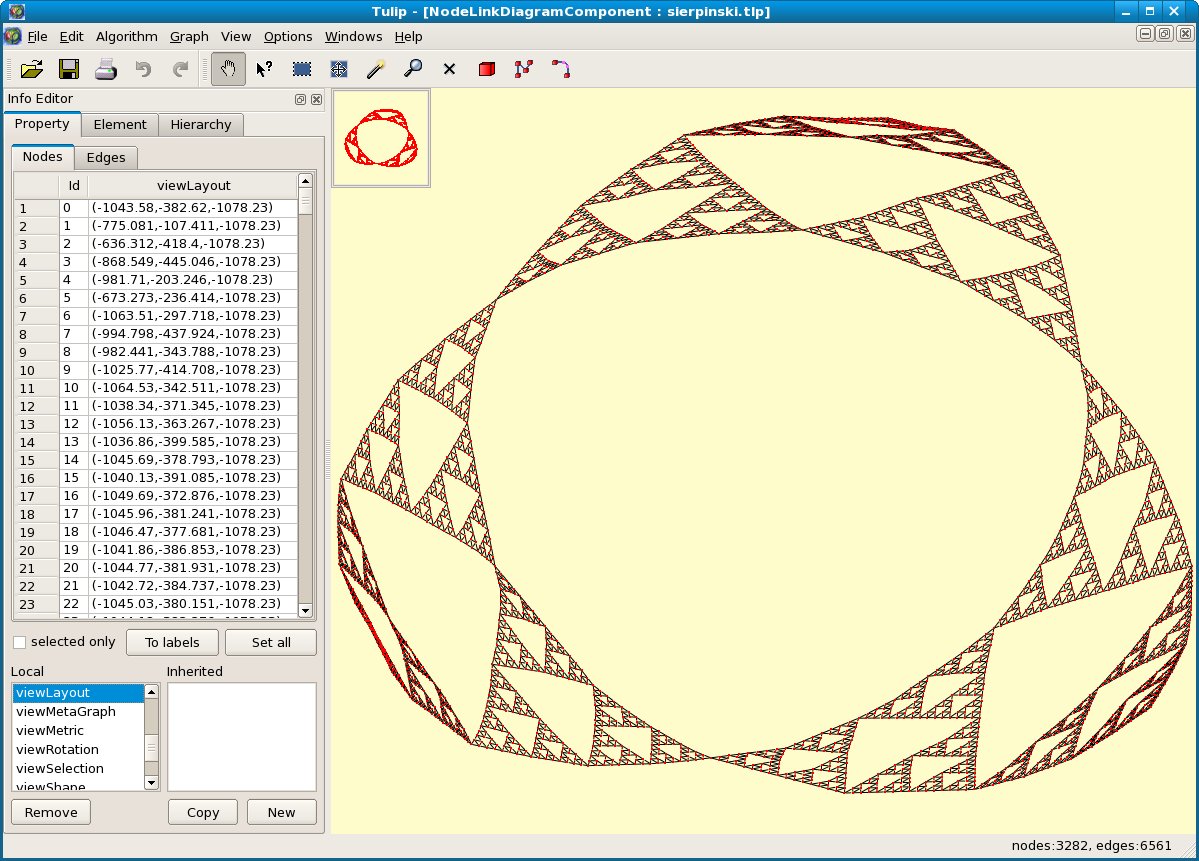 Tulip - [NodeLinkDiagramComponent : sierpinski.tlp]
File Edit Algorithm Graph View Options Windows Help
Info Editor
Property Element Hierarchy
Nodes Edges
Id viewLayout
1 0 (-1043.58,-382.62,-1078.23)
2 1 (-775.081,-107.411,-1078.23)
3 2 (-636.312,-418.4,-1078.23)
4 3 (-868.549,-445.046,-1078.23)
5 4 (-981.71,-203.246,-1078.23)
6 5 (-673.273,-236.414,-1078.23)
7 6 (-1063.51,-297.718,-1078.23)
8 7 (-994.798,-437.924,-1078.23)
9 8 (-982.441,-343.788,-1078.23)
10 9 (-1025.77,-414.708,-1078.23)
11 10 (-1064.53,-342.511,-1078.23)
12 11 (-1038.34,-371.345,-1078.23)
13 12 (-1056.13,-363.267,-1078.23)
14 13 (-1036.86,-399.585,-1078.23)
15 14 (-1045.69,-378.793,-1078.23)
16 15 (-1040.13,-391.085,-1078.23)
17 16 (-1049.69,-372.876,-1078.23)
18 17 (-1045.96,-381.241,-1078.23)
19 18 (-1046.47,-377.681,-1078.23)
20 19 (-1041.86,-386.853,-1078.23)
21 20 (-1044.77,-381.931,-1078.23)
22 21 (-1042.72,-384.737,-1078.23)
23 22 (-1045.03,-380.151,-1078.23)
selected only To labels Set all
Local Inherited
viewLayout
viewMetaGraph
viewMetric
viewRotation
viewSelection
viewShape
Remove Copy New
nodes:3282, edges:6561